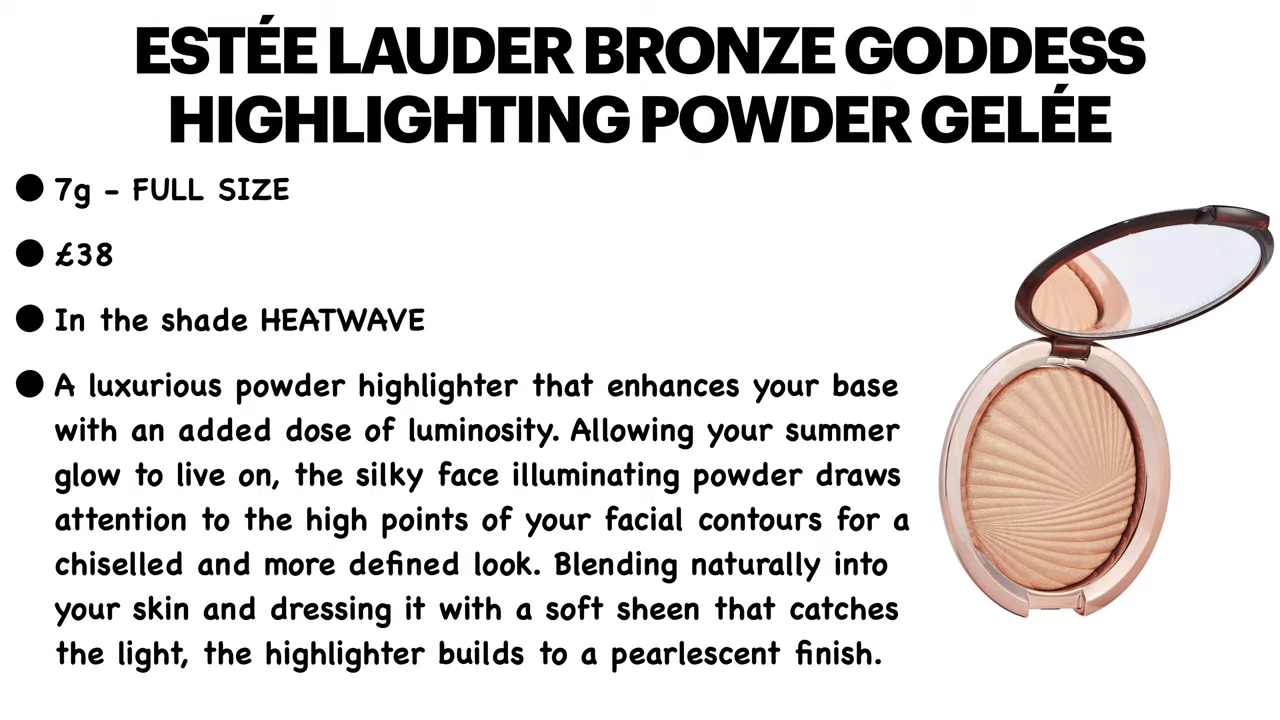 ESTÉE LAUDER BRONZE GODDESS
HIGHLIGHTING POWDER GELÉE
● 7g - FULL SIZE
● £38
● In the shade HEATWAVE
● A luxurious powder highlighter that enhances your base
with an added dose of luminosity. Allowing your summer
glow to live on, the silky face illuminating powder draws
attention to the high points of your facial contours for a
chiselled and more defined look. Blending naturally into
your skin and dressing it with a soft sheen that catches
the light, the highlighter builds to a pearlescent finish.